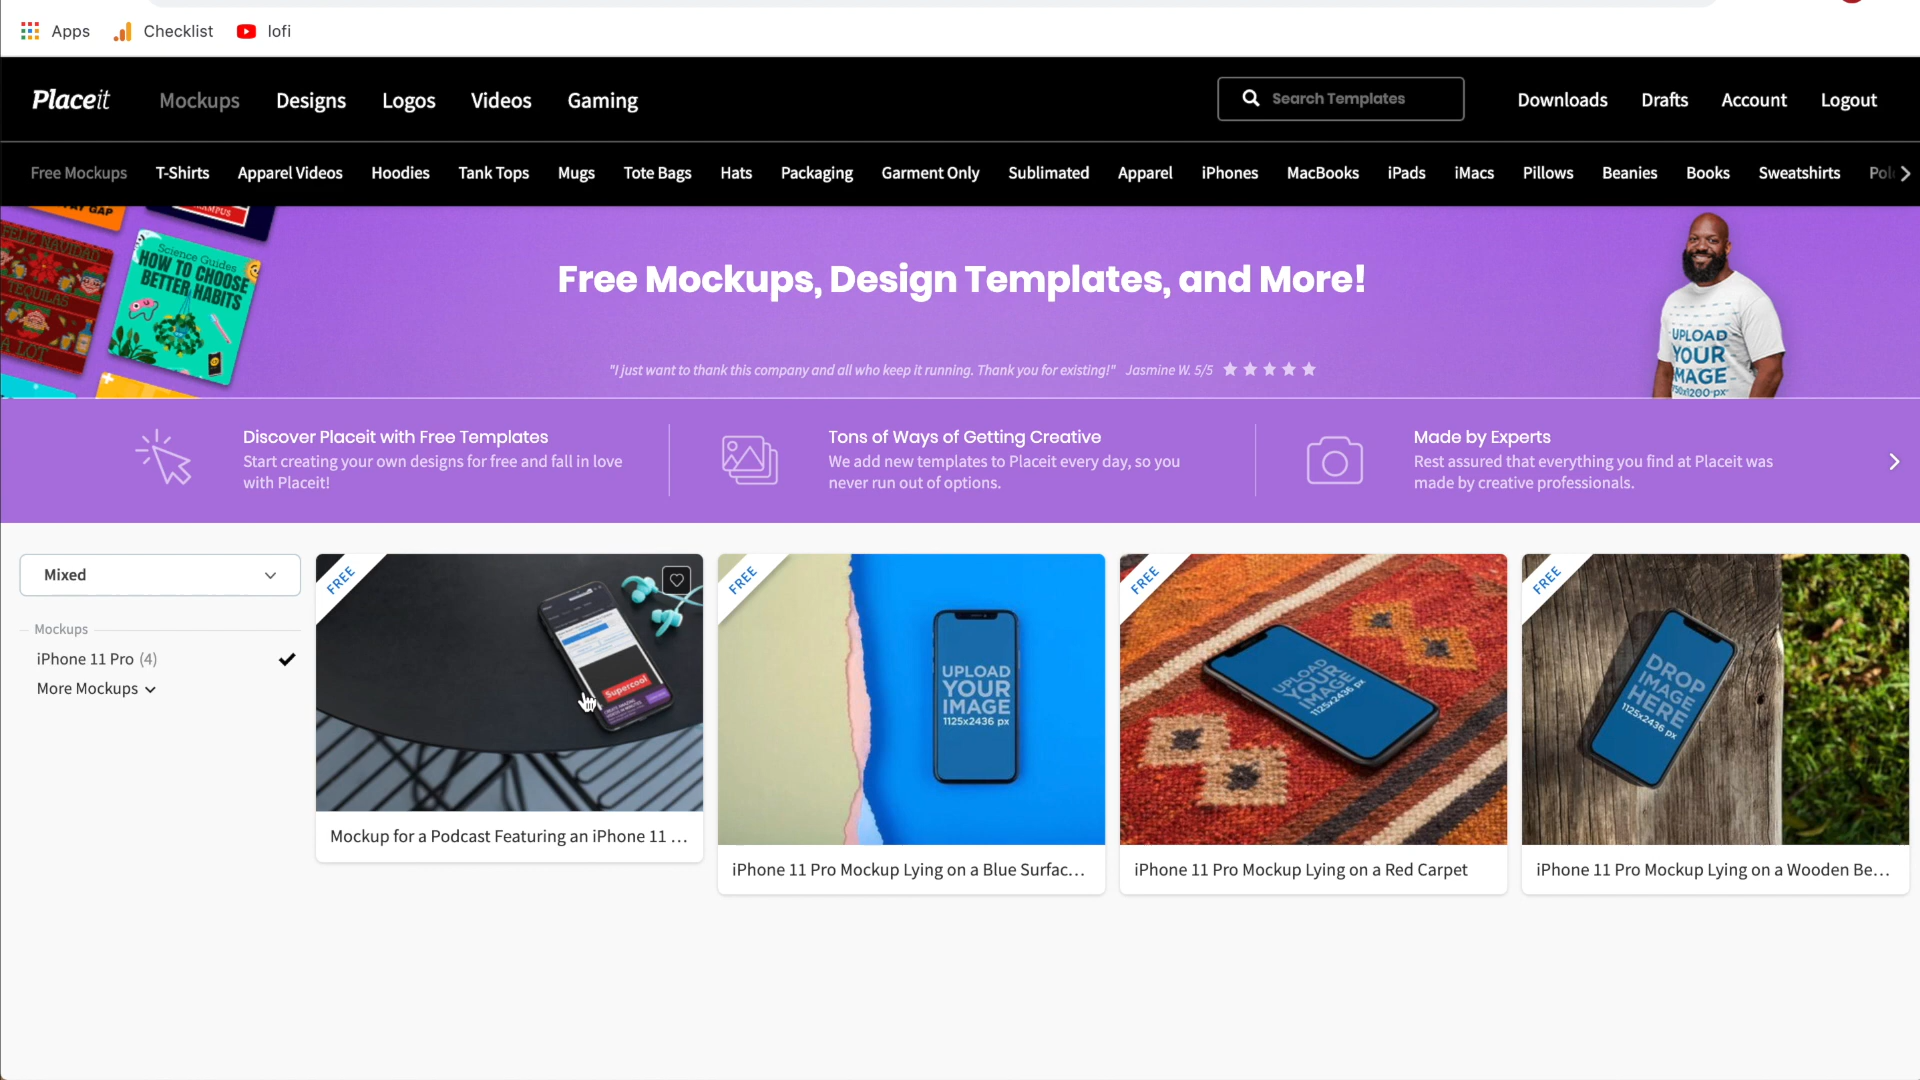 Apps Checklist lofi
Placeit Mockups Designs Logos Videos Gaming Search Templates Downloads Drafts Account Logout
Free Mockups T-Shirts Apparel Videos Hoodies Tank Tops Mugs Tote Bags Hats Packaging Garment Only Sublimated Apparel iPhones MacBooks iPads iMacs Pillows Beanies Books Sweatshirts
GAP
FELIZ NAVIDAD
TEQUILAS
A LOT
Science Guides
HOW TO CHOOSE
BETTER HABITS
Free Mockups, Design Templates, and More!
"I just want to thank this company and all who keep it running. Thank you for existing!" Jasmine W. 5/5
UPLOAD
YOUR
IMAGE
Discover Placeit with Free Templates
Start creating your own designs for free and fall in love
with Placeit!
Tons of Ways of Getting Creative
We add new templates to Placeit every day, so you
never run out of options.
Made by Experts
Rest assured that everything you find at Placeit was
made by creative professionals.
Mixed
Mockups
iPhone 11 Pro (4)
More Mockups
FREE
Supercool
Mockup for a Podcast Featuring an iPhone 11 ...
FREE
UPLOAD
YOUR
IMAGE
1125x2436 px
iPhone 11 Pro Mockup Lying on a Blue Surfac...
FREE
UPLOAD
YOUR
IMAGE
1125x2436 px
iPhone 11 Pro Mockup Lying on a Red Carpet
FREE
DROP
IMAGE
HERE
1125x2436 px
iPhone 11 Pro Mockup Lying on a Wooden Be...